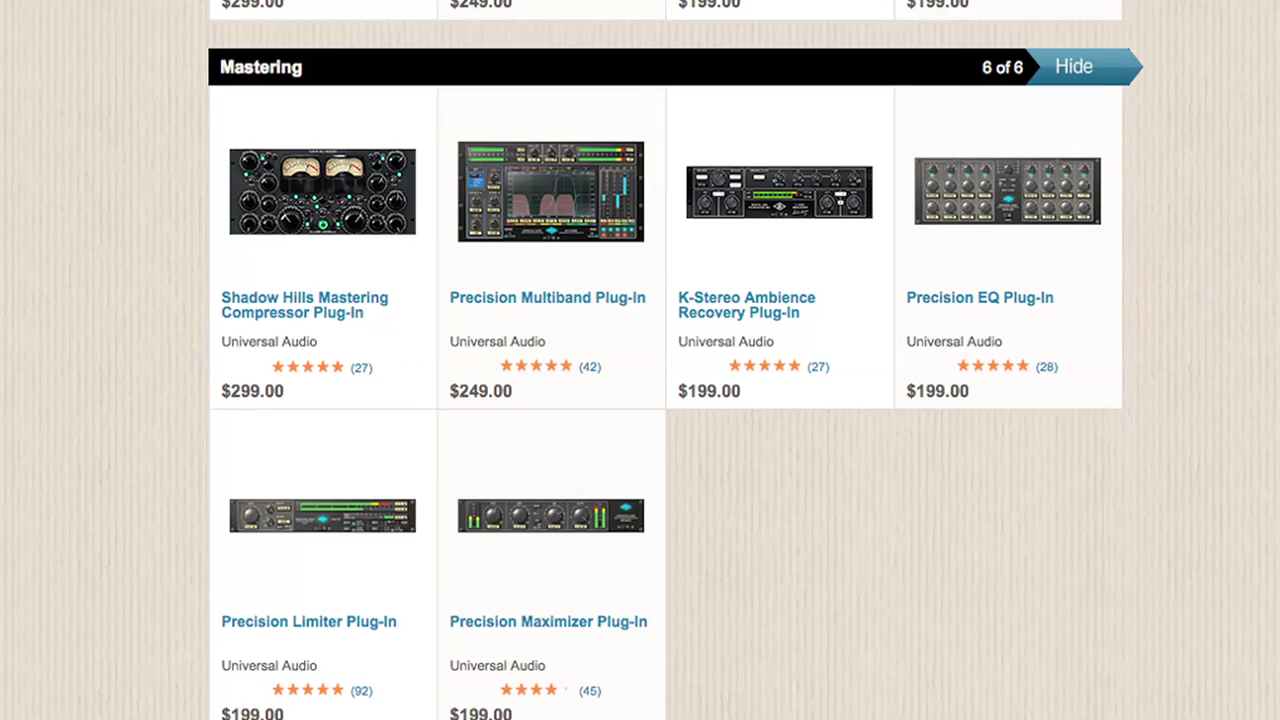 $299.00
$249.00
$199.00
$199.00
Mastering
6 of 6
Hide
Shadow Hills Mastering
Compressor Plug-In
Universal Audio
(27)
$299.00
Precision Multiband Plug-In
Universal Audio
(42)
$249.00
K-Stereo Ambience
Recovery Plug-In
Universal Audio
(27)
$199.00
Precision EQ Plug-In
Universal Audio
(28)
$199.00
Precision Limiter Plug-In
Universal Audio
(92)
$199.00
Precision Maximizer Plug-In
Universal Audio
(45)
$199.00